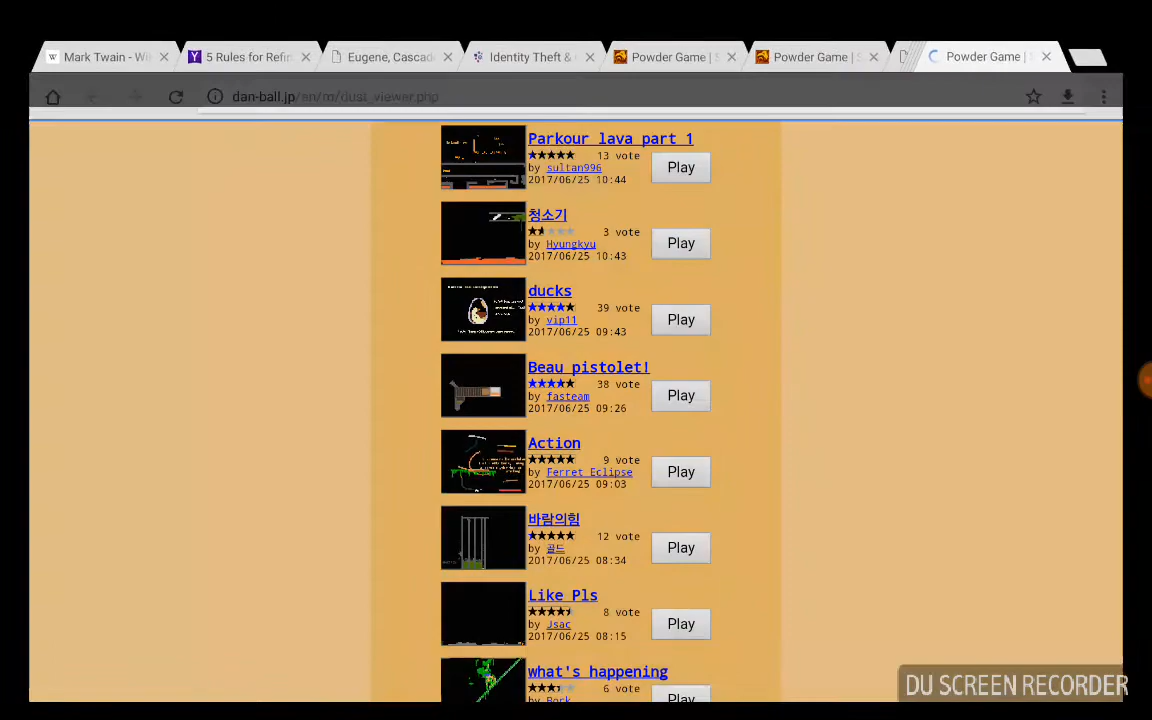 Mark Twain - Wi
5 Rules for Refi
Eugene, Cascad
Identity Theft &
Powder Game | S
Powder Game | S
Powder Game | S
dan-ball.jp/en/m/dust_viewer.php
Parkour lava part 1
13 vote
by sultan996
2017/06/25 10:44
Play
청소기
3 vote
by Hyungkyu
2017/06/25 10:43
Play
ducks
39 vote
by vip11
2017/06/25 09:43
Play
Beau pistolet!
38 vote
by fasteam
2017/06/25 09:26
Play
Action
9 vote
by Ferret Eclipse
2017/06/25 09:03
Play
바람의힘
12 vote
by 골드
2017/06/25 08:34
Play
Like Pls
8 vote
by Jsac
2017/06/25 08:15
Play
what's happening
6 vote
by Bork
Play
DU SCREEN RECORDER